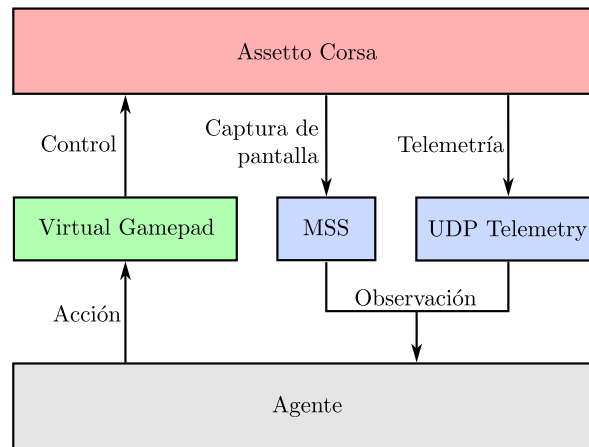 Assetto Corsa
Control
Captura de
pantalla
Telemetría
Virtual Gamepad
MSS
UDP Telemetry
Acción
Observación
Agente